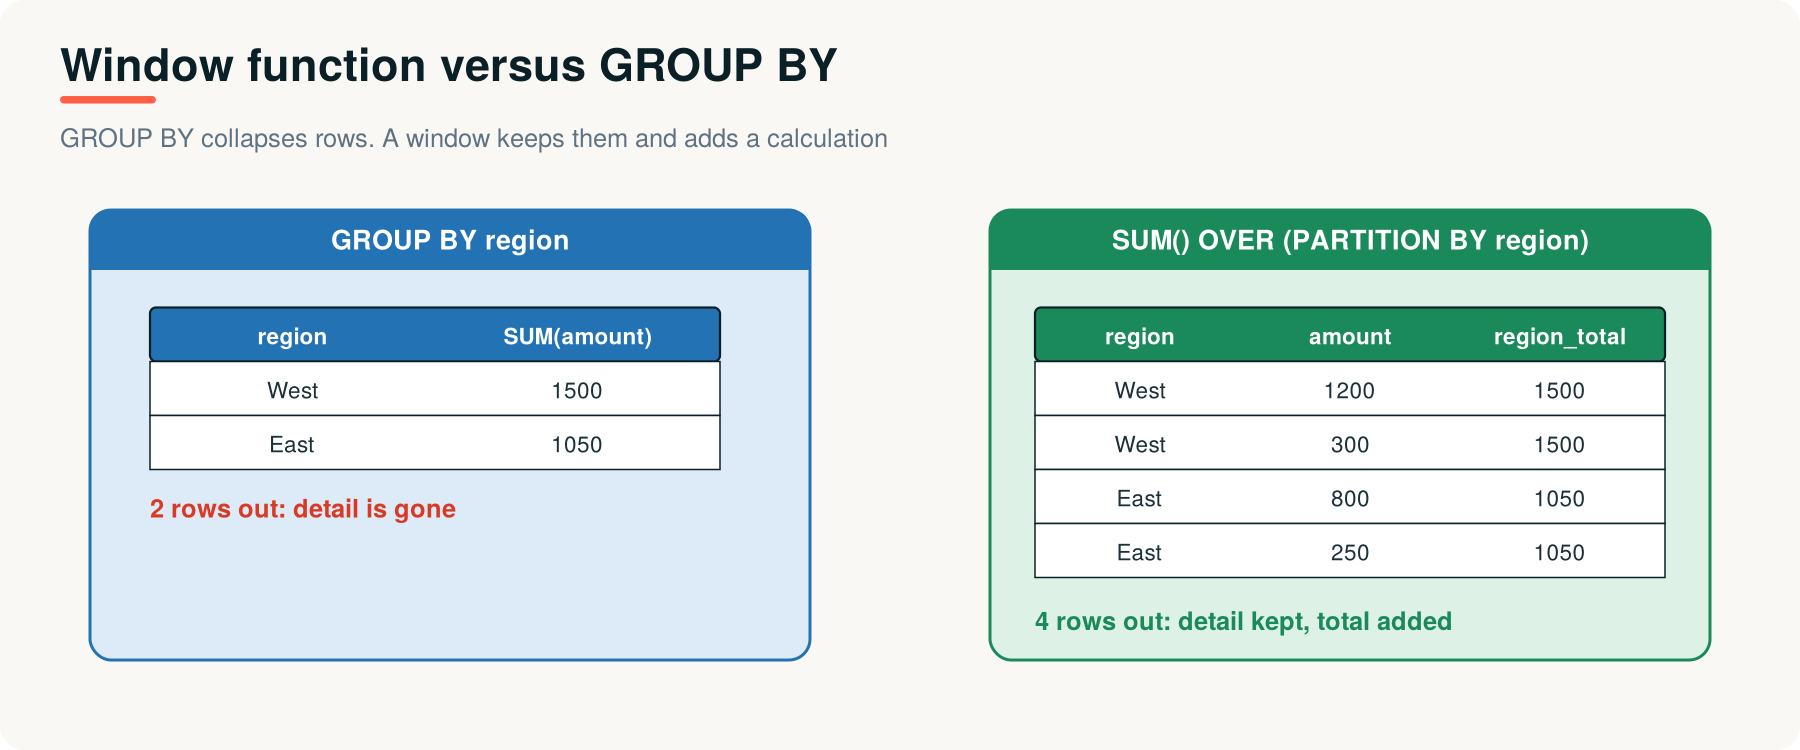 Window function versus GROUP BY
GROUP BY collapses rows. A window keeps them and adds a calculation
GROUP BY region
region SUM(amount)
West 1500
East 1050
2 rows out: detail is gone
SUM() OVER (PARTITION BY region)
region amount region_total
West 1200 1500
West 300 1500
East 800 1050
East 250 1050
4 rows out: detail kept, total added